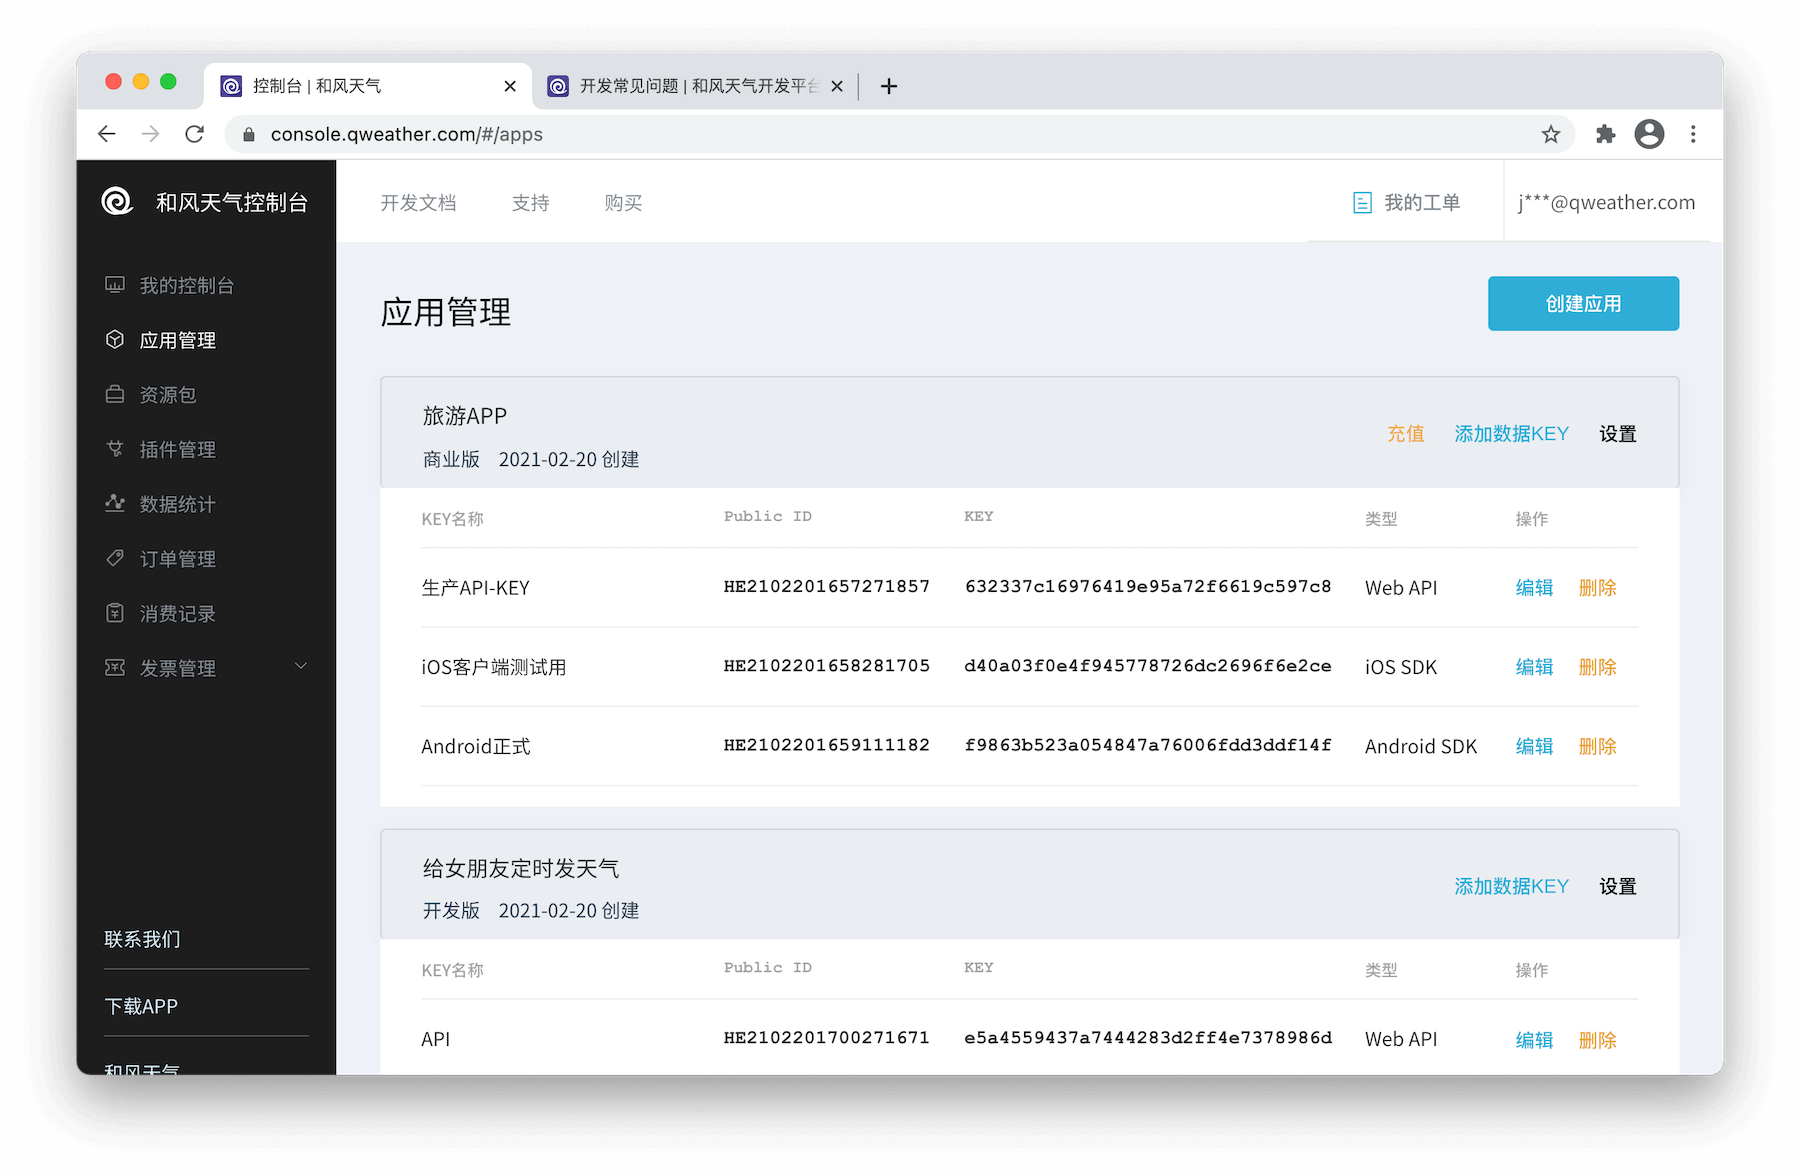 控制台 | 和风天气
开发常见问题 | 和风天气开发平台
console.qweather.com/#/apps
和风天气控制台
开发文档 支持 购买 我的工单 j***@qweather.com
我的控制台
应用管理
资源包
插件管理
数据统计
订单管理
消费记录
发票管理
联系我们
下载APP
和风天气
应用管理
创建应用
旅游APP
商业版 2021-02-20 创建
充值 添加数据KEY 设置
KEY名称 Public ID KEY 类型 操作
生产API-KEY HE2102201657271857 632337c16976419e95a72f6619c597c8 Web API 编辑 删除
iOS客户端测试用 HE2102201658281705 d40a03f0e4f945778726dc2696f6e2ce iOS SDK 编辑 删除
Android正式 HE2102201659111182 f9863b523a054847a76006fdd3ddf14f Android SDK 编辑 删除
给女朋友定时发天气
开发版 2021-02-20 创建
添加数据KEY 设置
KEY名称 Public ID KEY 类型 操作
API HE2102201700271671 e5a4559437a7444283d2ff4e7378986d Web API 编辑 删除